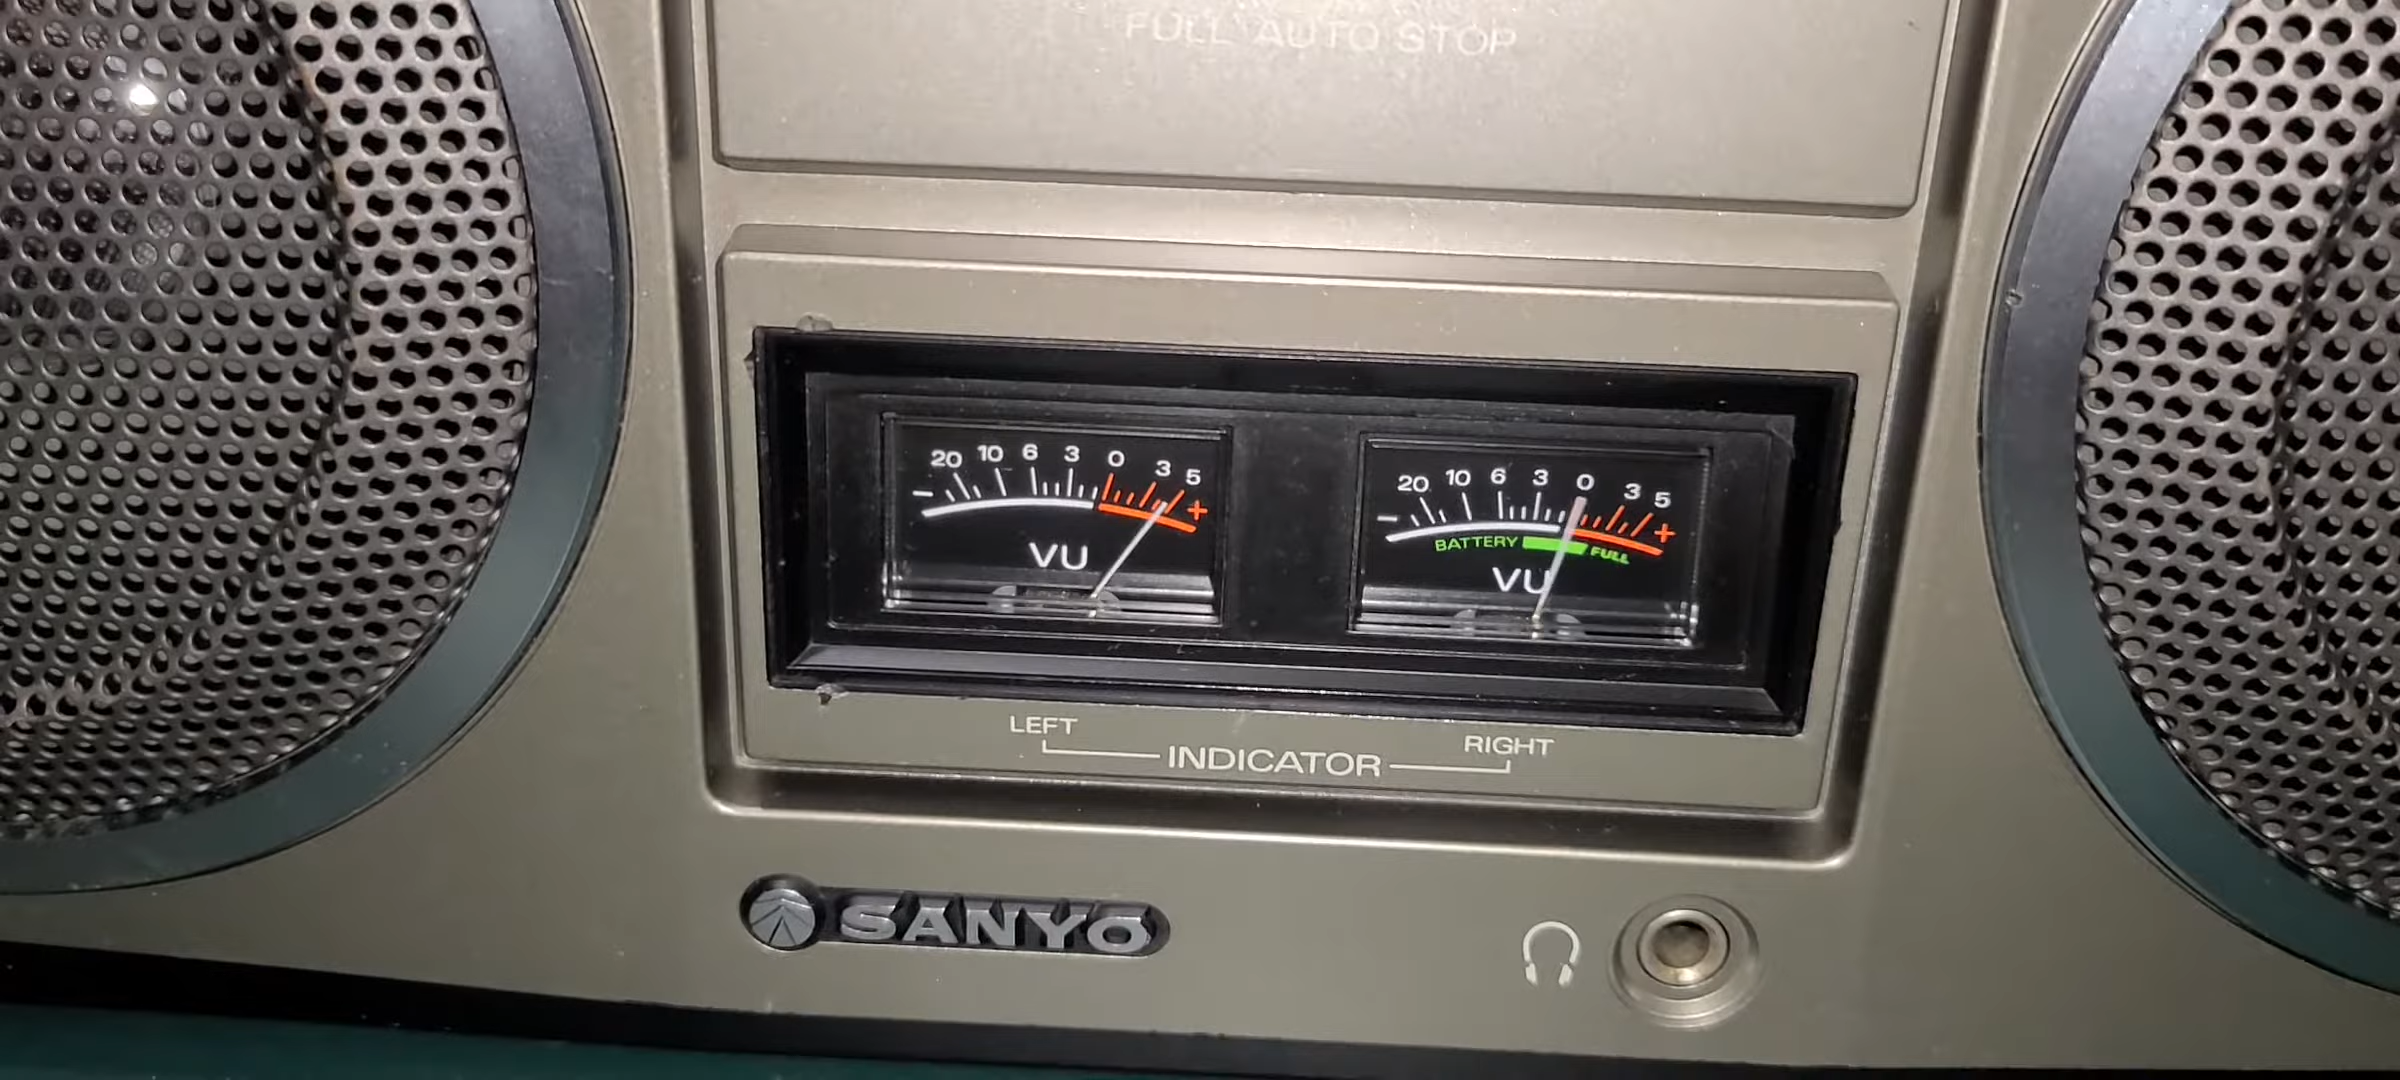 FULL AUTO STOP
20 10 6 3 0 3 5
- +
VU
20 10 6 3 0 3 5
- +
BATTERY FULL
VU
LEFT RIGHT
INDICATOR
SANYO